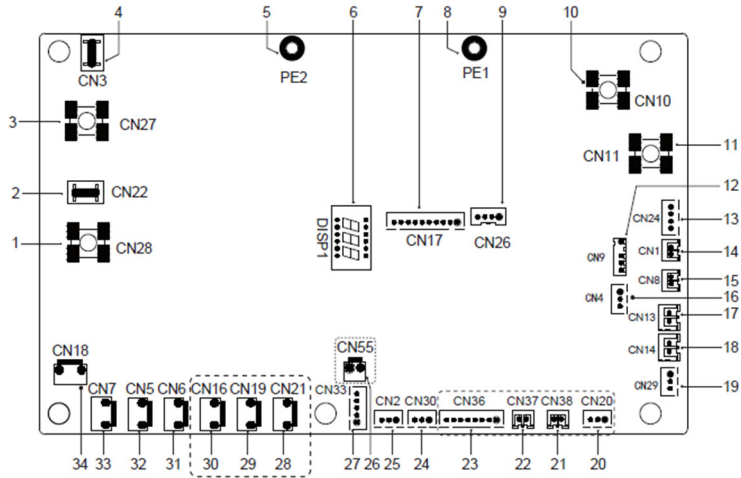 4 5 6 7 8 9 10
CN3 PE2 PE1
CN10
3 CN27
CN11 11
2 CN22
12
CN24 13
DISP1 CN17 CN26
1 CN28
CN1 14
CN9
CN8 15
CN4 16
CN13 17
CN18 CN55 CN14 18
CN7 CN5 CN6 CN16 CN19 CN21 CN33 CN29 19
CN2 CN30 CN36 CN37 CN38 CN20
34 33 32 31 30 29 28 27 26 25 24 23 22 21 20